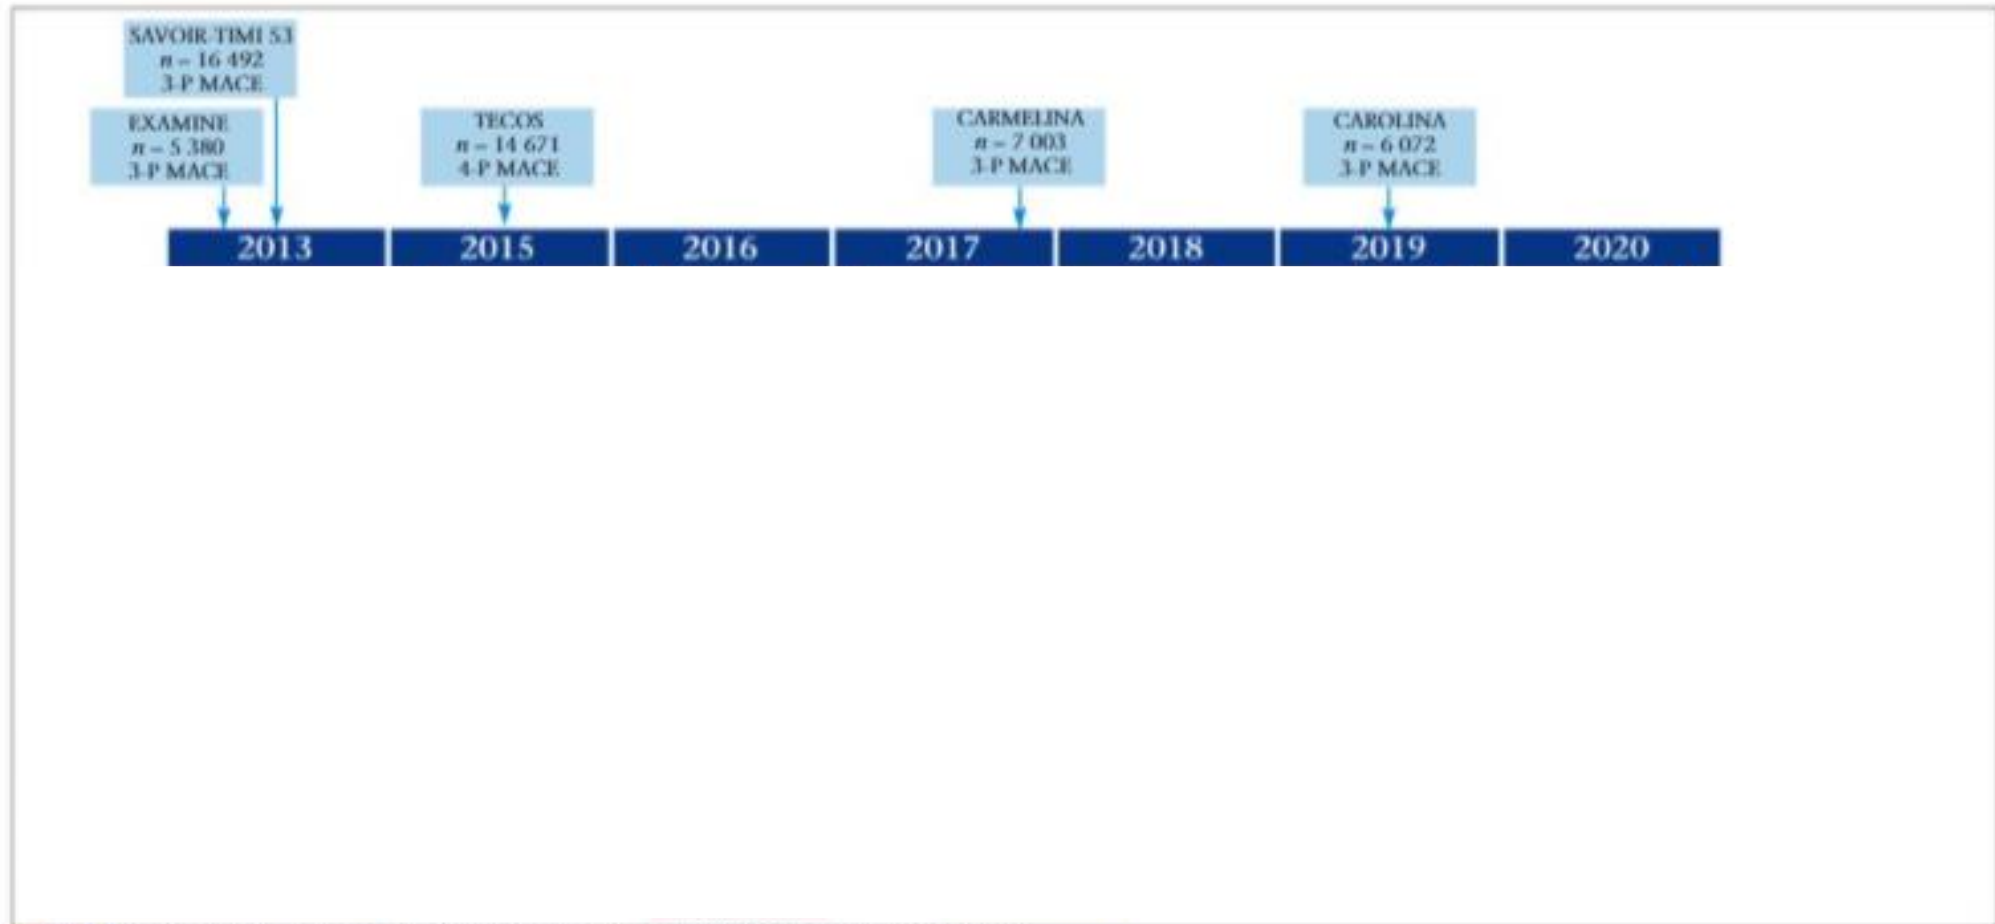 SAVOIR-TIMI 53
n = 16 492
3-P MACE
EXAMINE
n = 5 380
3-P MACE
TECOS
n = 14 671
4-P MACE
CARMELINA
n = 7 003
3-P MACE
CAROLINA
n = 6 072
3-P MACE
2013
2015
2016
2017
2018
2019
2020